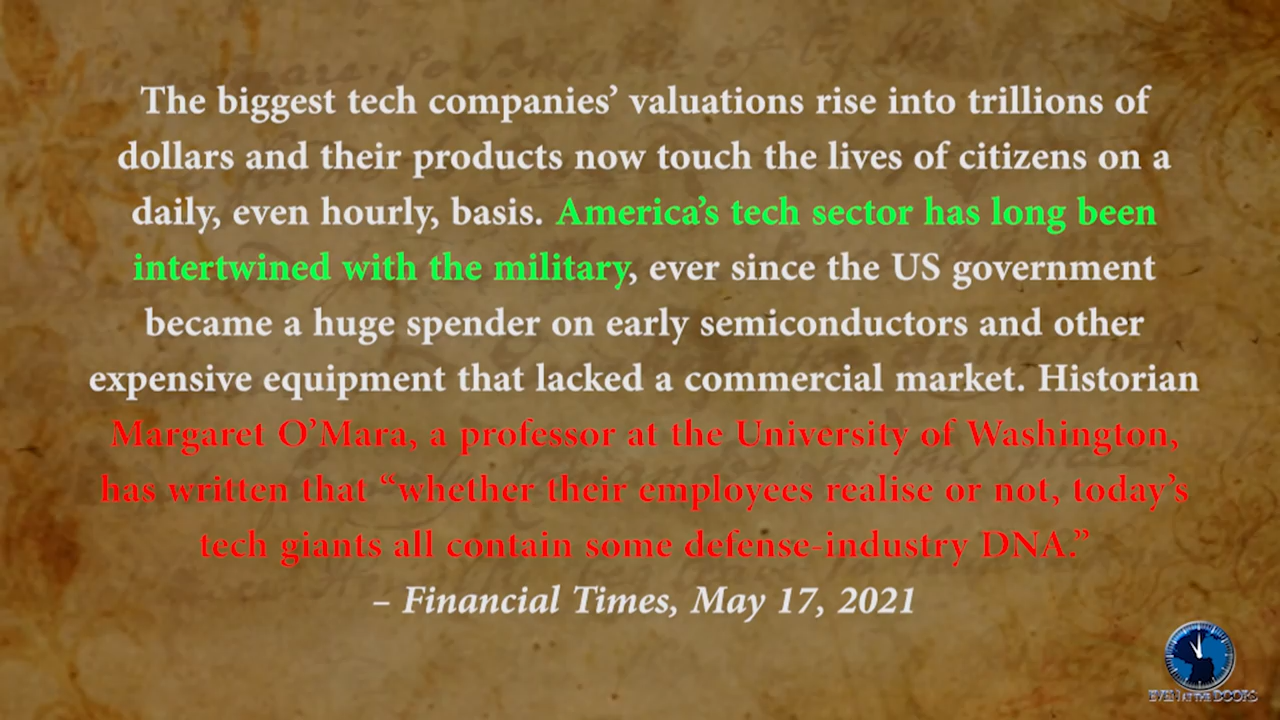 The biggest tech companies’ valuations rise into trillions of
dollars and their products now touch the lives of citizens on a
daily, even hourly, basis. America’s tech sector has long been
intertwined with the military, ever since the US government
became a huge spender on early semiconductors and other
expensive equipment that lacked a commercial market. Historian
Margaret O’Mara, a professor at the University of Washington,
has written that “whether their employees realise or not, today’s
tech giants all contain some defense-industry DNA.”
– Financial Times, May 17, 2021
EVEN AT THE DOORS